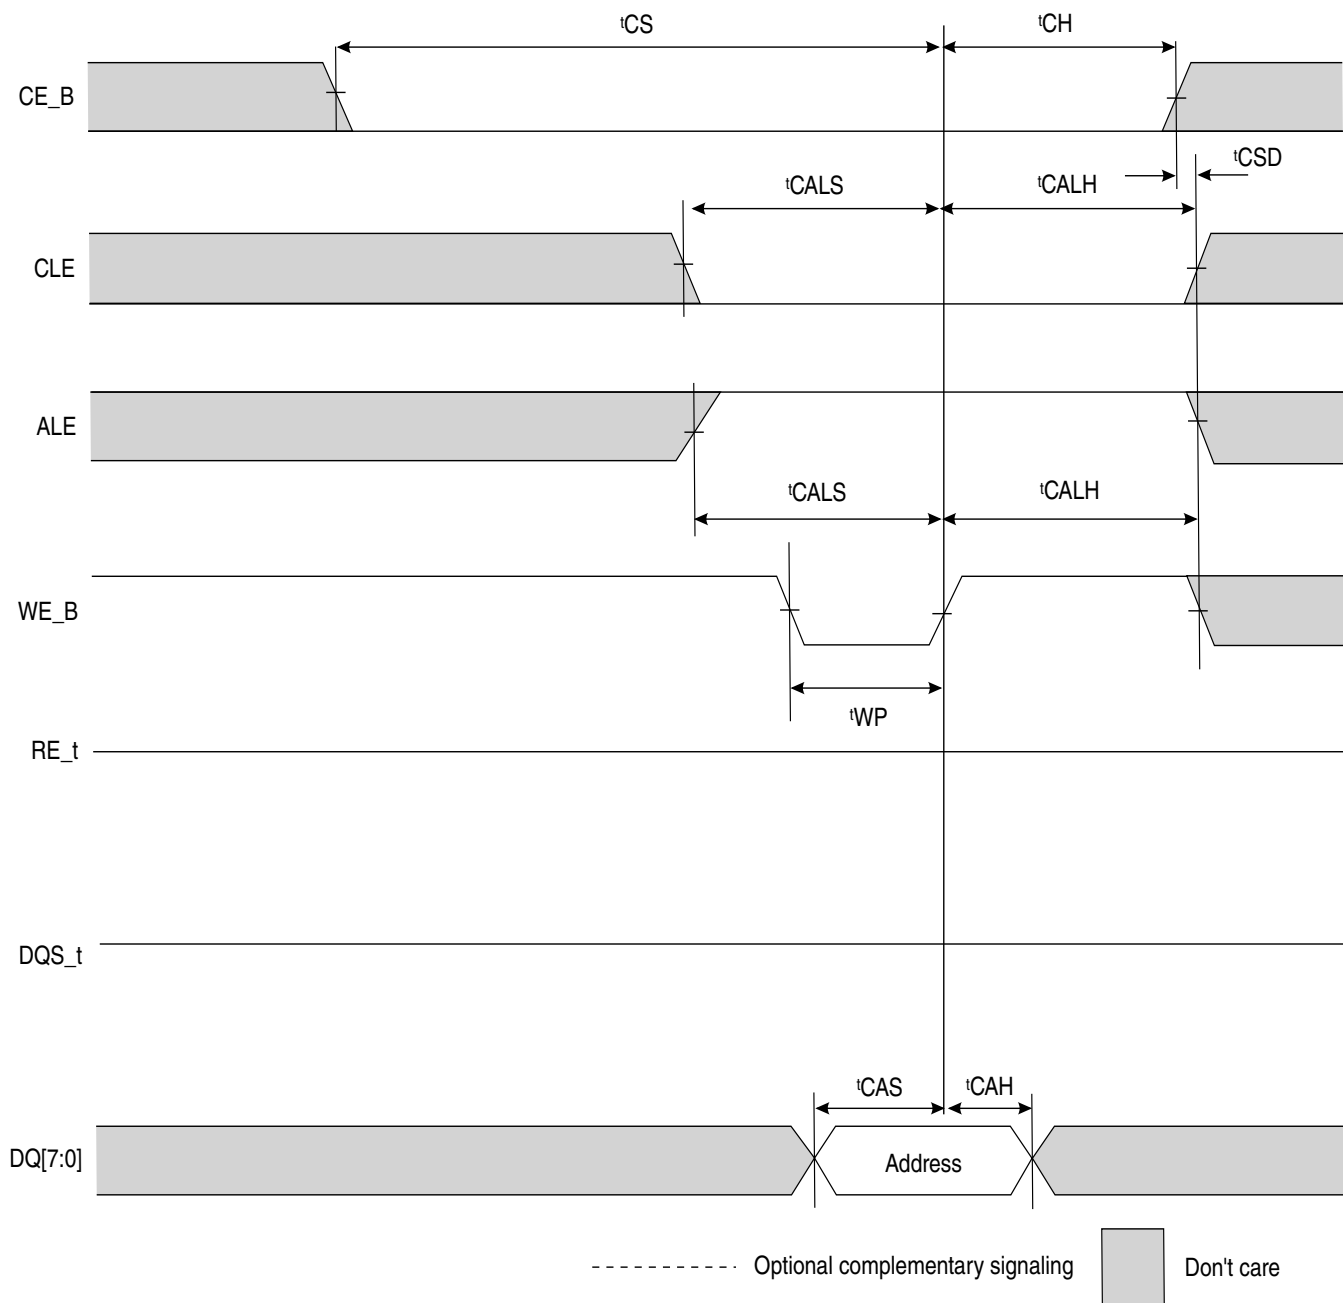 tCS
tCH
CE_B
tCSD
tCALS
tCALH
CLE
ALE
tCALS
tCALH
WE_B
tWP
RE_t
DQS_t
tCAS
tCAH
DQ[7:0]
Address
Optional complementary signaling
Don't care